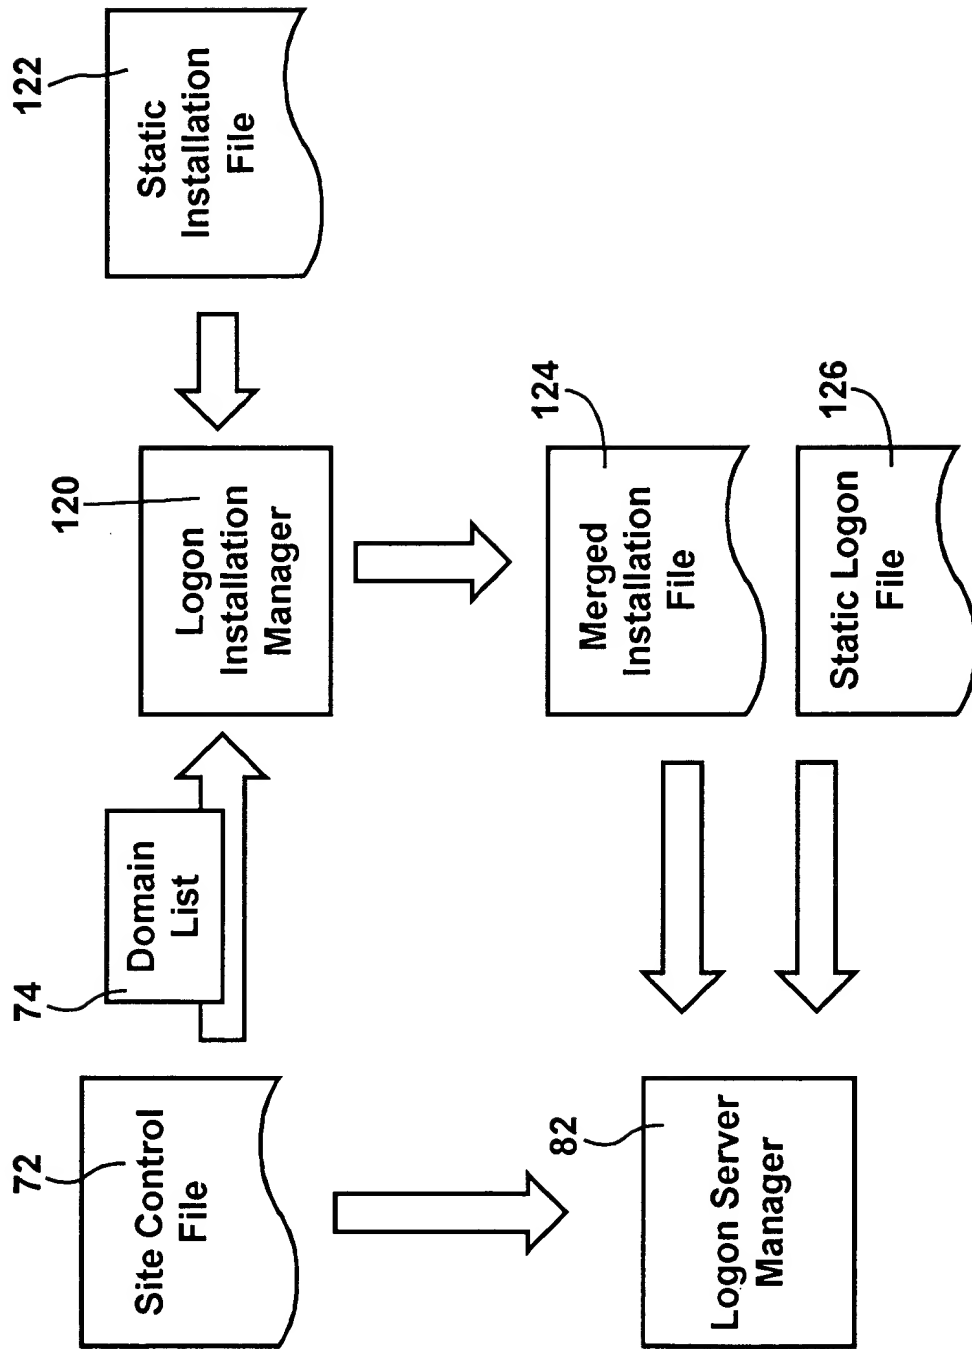 72
Site Control
File
74
Domain
List
120
Logon
Installation
Manager
122
Static
Installation
File
82
Logon Server
Manager
124
Merged
Installation
File
126
Static Logon
File